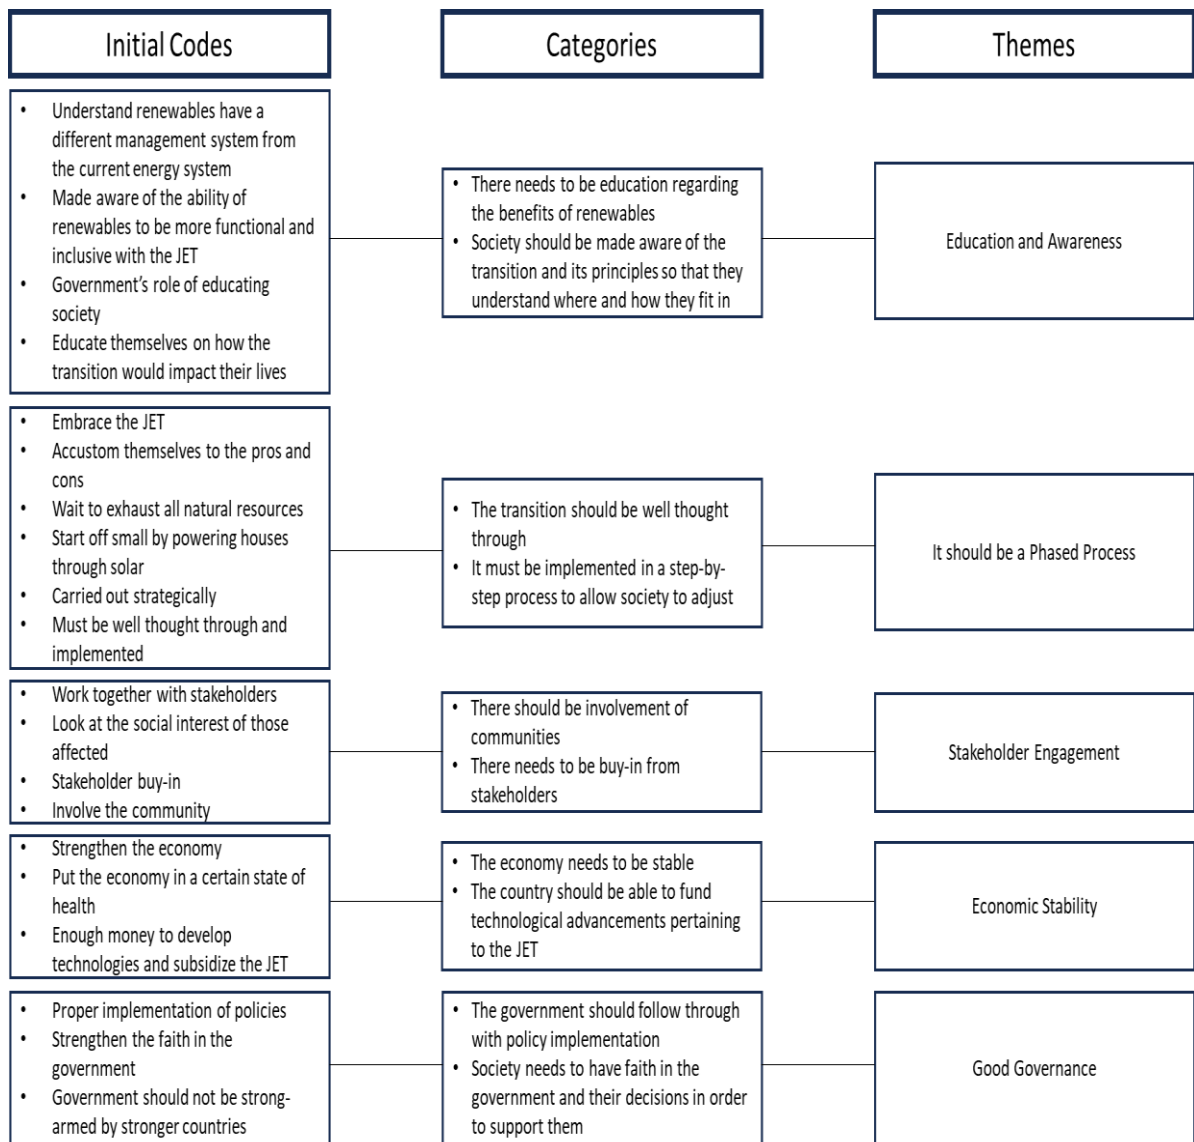 Initial Codes
Categories
Themes
• Understand renewables have a
different management system from
the current energy system
• Made aware of the ability of
renewables to be more functional and
inclusive with the JET
• Government’s role of educating
society
• Educate themselves on how the
transition would impact their lives
• There needs to be education regarding
the benefits of renewables
• Society should be made aware of the
transition and its principles so that they
understand where and how they fit in
Education and Awareness
• Embrace the JET
• Accustom themselves to the pros and
cons
• Wait to exhaust all natural resources
• Start off small by powering houses
through solar
• Carried out strategically
• Must be well thought through and
implemented
• The transition should be well thought
through
• It must be implemented in a step-by-
step process to allow society to adjust
It should be a Phased Process
• Work together with stakeholders
• Look at the social interest of those
affected
• Stakeholder buy-in
• Involve the community
• There should be involvement of
communities
• There needs to be buy-in from
stakeholders
Stakeholder Engagement
• Strengthen the economy
• Put the economy in a certain state of
health
• Enough money to develop
technologies and subsidize the JET
• The economy needs to be stable
• The country should be able to fund
technological advancements pertaining
to the JET
Economic Stability
• Proper implementation of policies
• Strengthen the faith in the
government
• Government should not be strong-
armed by stronger countries
• The government should follow through
with policy implementation
• Society needs to have faith in the
government and their decisions in order
to support them
Good Governance